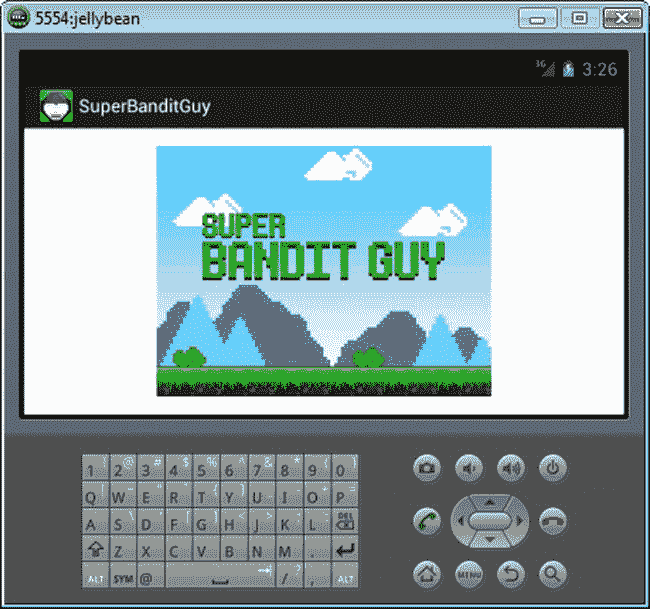 5554:jellybean
3G 3:26
SuperBanditGuy
SUPER
BANDIT GUY
1 ! 2 @ 3 # 4 $ 5 % 6 ^ 7 & 8 * 9 ( 0 )
Q W E R T { Y } U I O P
A S D F G H < J > K L DEL
Z X C V B N M .
ALT SYM @ / ? , ALT
MENU